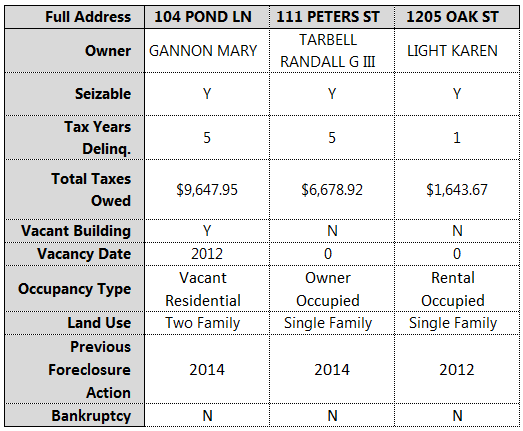 Full Address 104 POND LN 111 PETERS ST 1205 OAK ST
Owner GANNON MARY TARBELL RANDALL G III LIGHT KAREN
Seizable Y Y Y
Tax Years Delinq. 5 5 1
Total Taxes Owed $9,647.95 $6,678.92 $1,643.67
Vacant Building Y N N
Vacancy Date 2012 0 0
Occupancy Type Vacant Residential Owner Occupied Rental Occupied
Land Use Two Family Single Family Single Family
Previous Foreclosure Action 2014 2014 2012
Bankruptcy N N N